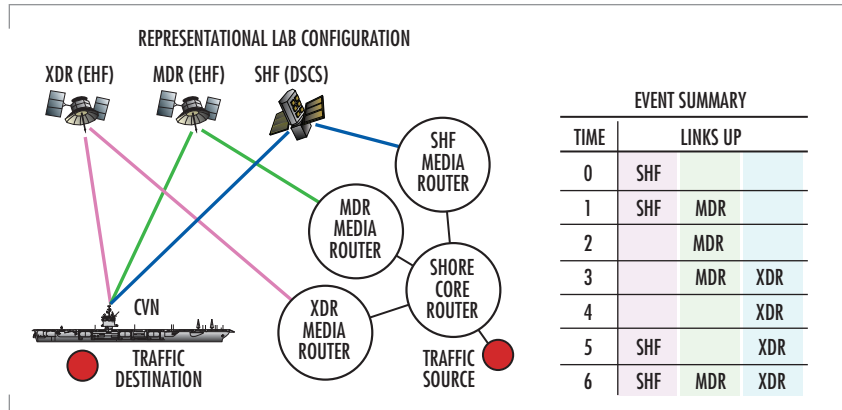 REPRESENTATIONAL LAB CONFIGURATION
XDR (EHF)
MDR (EHF)
SHF (DSCS)
SHF
MEDIA
ROUTER
MDR
MEDIA
ROUTER
SHORE
CORE
ROUTER
XDR
MEDIA
ROUTER
CVN
TRAFFIC
DESTINATION
TRAFFIC
SOURCE
EVENT SUMMARY
TIME LINKS UP
0 SHF
1 SHF MDR
2 MDR
3 MDR XDR
4 XDR
5 SHF XDR
6 SHF MDR XDR